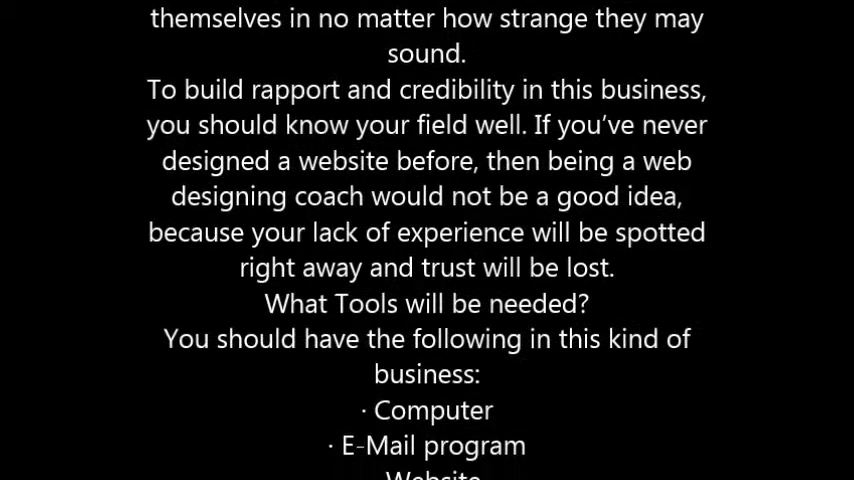 themselves in no matter how strange they may
sound.
To build rapport and credibility in this business,
you should know your field well. If you’ve never
designed a website before, then being a web
designing coach would not be a good idea,
because your lack of experience will be spotted
right away and trust will be lost.
What Tools will be needed?
You should have the following in this kind of
business:
· Computer
· E-Mail program
Website